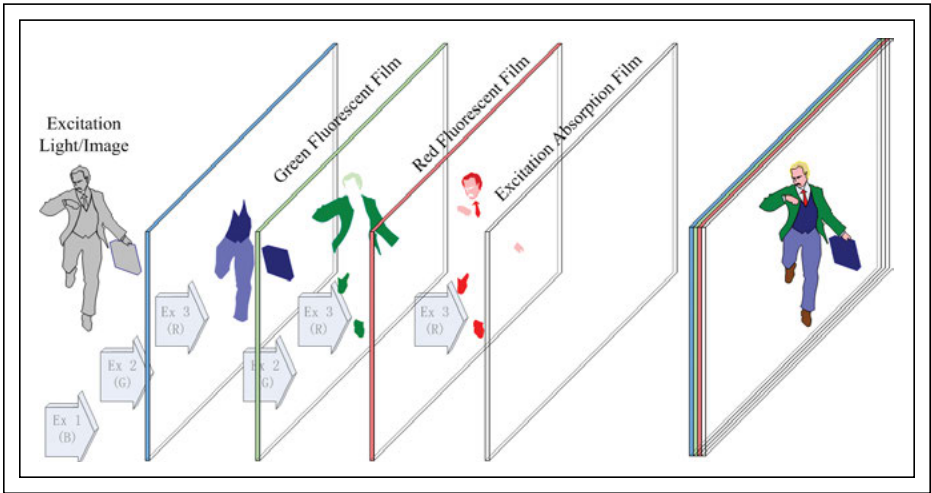 Excitation
Light/Image
Green Fluorescent Film
Red Fluorescent Film
Excitation Absorption Film
Ex 3
(R)
Ex 3
(R)
Ex 3
(R)
Ex 2
(G)
Ex 2
(G)
Ex 1
(B)